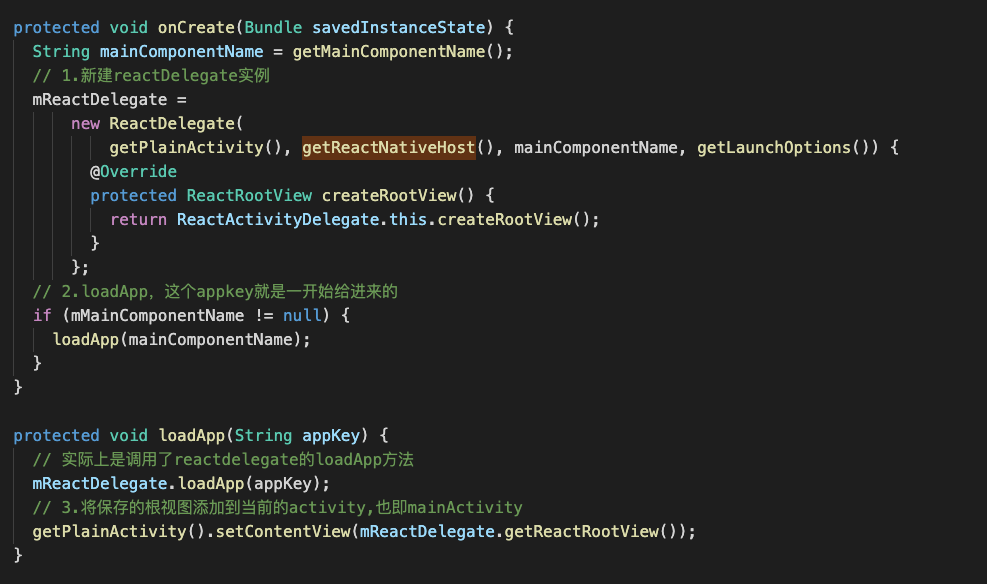 protected void onCreate(Bundle savedInstanceState) {
String mainComponentName = getMainComponentName();
// 1.新建reactDelegate实例
mReactDelegate =
new ReactDelegate(
getPlainActivity(), getReactNativeHost(), mainComponentName, getLaunchOptions()) {
@Override
protected ReactRootView createRootView() {
return ReactActivityDelegate.this.createRootView();
}
};
// 2.loadApp，这个appkey就是一开始给进来的
if (mMainComponentName != null) {
loadApp(mainComponentName);
}
}
protected void loadApp(String appKey) {
// 实际上是调用了reactdelegate的loadApp方法
mReactDelegate.loadApp(appKey);
// 3.将保存的根视图添加到当前的activity,也即mainActivity
getPlainActivity().setContentView(mReactDelegate.getReactRootView());
}